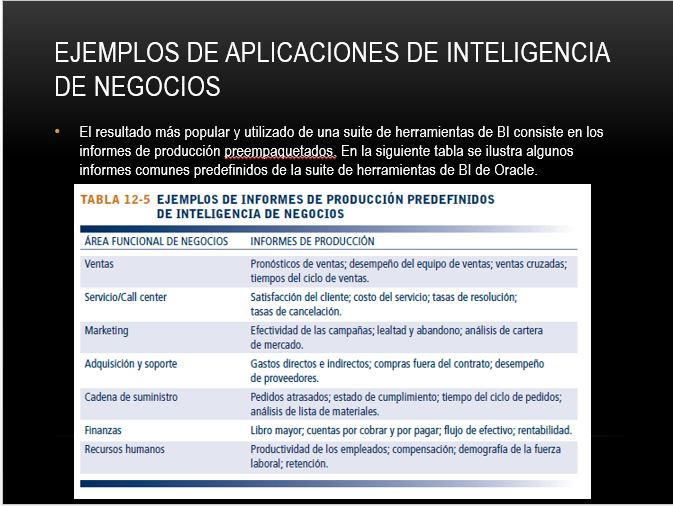 EJEMPLOS DE APLICACIONES DE INTELIGENCIA
DE NEGOCIOS
• El resultado más popular y utilizado de una suite de herramientas de BI consiste en los
informes de producción preempaquetados. En la siguiente tabla se ilustra algunos
informes comunes predefinidos de la suite de herramientas de BI de Oracle.
TABLA 12-5 EJEMPLOS DE INFORMES DE PRODUCCIÓN PREDEFINIDOS
DE INTELIGENCIA DE NEGOCIOS
ÁREA FUNCIONAL DE NEGOCIOS INFORMES DE PRODUCCIÓN
Ventas Pronósticos de ventas; desempeño del equipo de ventas; ventas cruzadas;
tiempos del ciclo de ventas.
Servicio/Call center Satisfacción del cliente; costo del servicio; tasas de resolución;
tasas de cancelación.
Marketing Efectividad de las campañas; lealtad y abandono; análisis de cartera
de mercado.
Adquisición y soporte Gastos directos e indirectos; compras fuera del contrato; desempeño
de proveedores.
Cadena de suministro Pedidos atrasados; estado de cumplimiento; tiempo del ciclo de pedidos;
análisis de lista de materiales.
Finanzas Libro mayor; cuentas por cobrar y por pagar; flujo de efectivo; rentabilidad.
Recursos humanos Productividad de los empleados; compensación; demografía de la fuerza
laboral; retención.